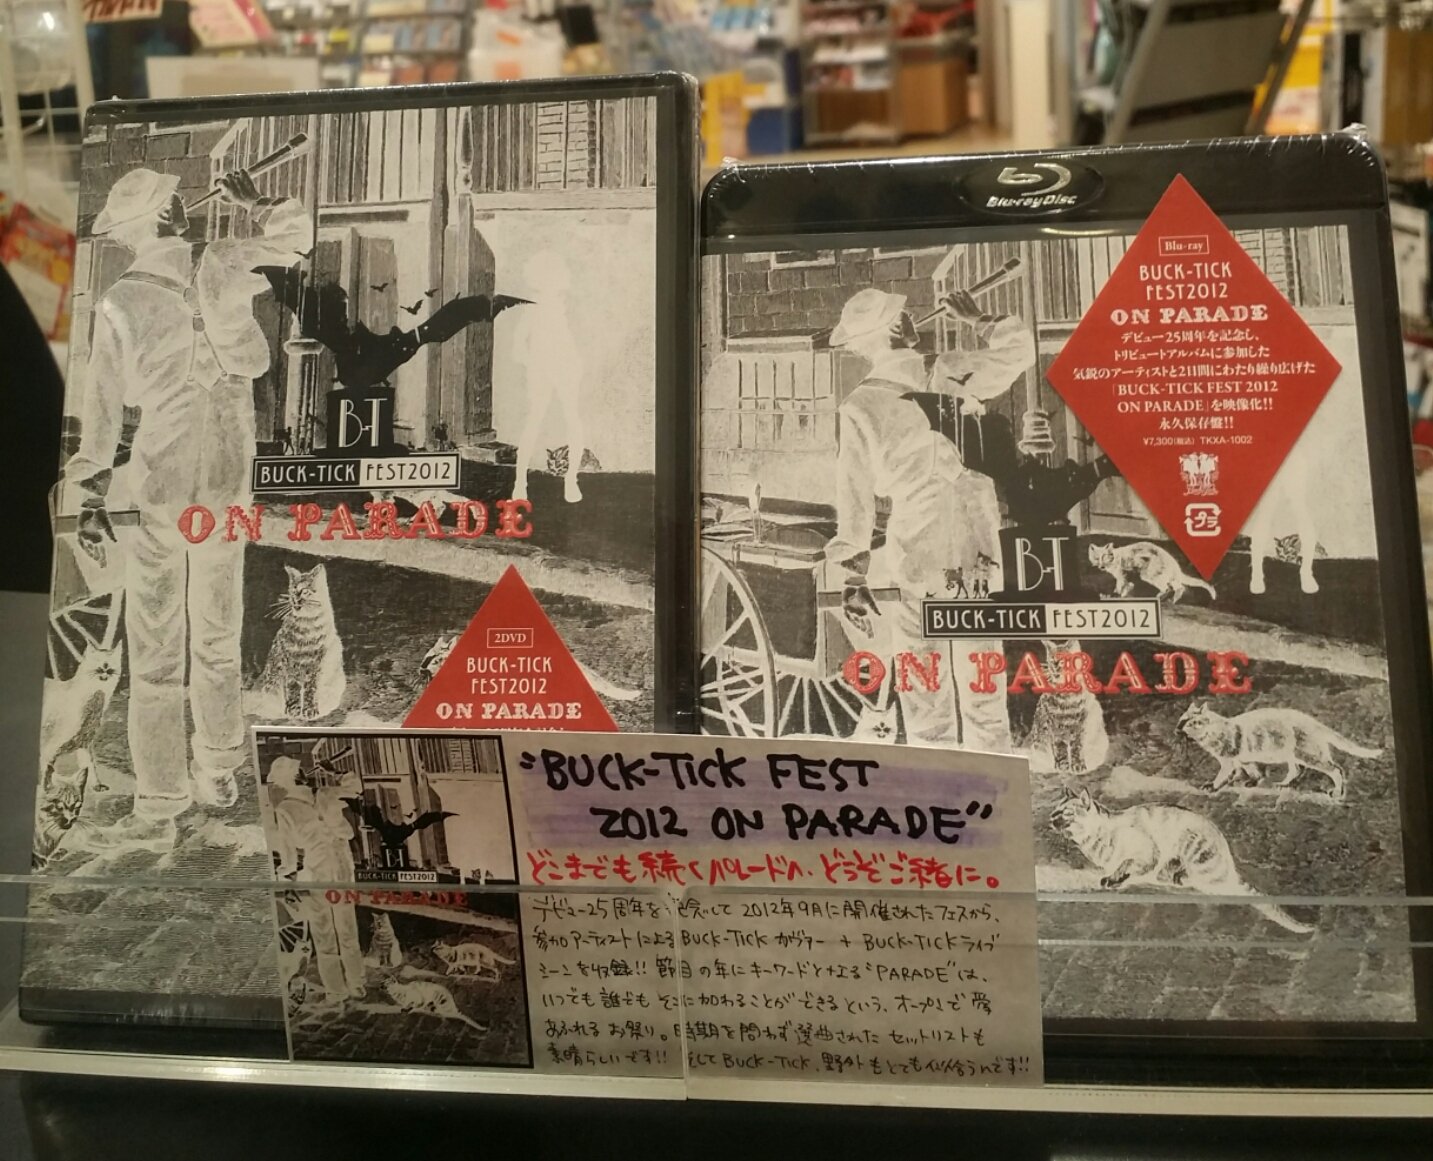 B-T
BUCK-TICK FEST2012
ON PARADE
2DVD
BUCK-TICK
FEST2012
ON PARADE
Blu-ray Disc
Blu-ray
BUCK-TICK
FEST2012
ON PARADE
デビュー25周年を記念し、
トリビュートアルバムに参加した
気鋭のアーティストと2日間にわたり繰り広げた
「BUCK-TICK FEST 2012
ON PARADE」を映像化!!
永久保存盤!!
¥7,300(税込) TKXA-1002
プラ
B-T
BUCK-TICK FEST2012
ON PARADE
B-T
BUCK-TICK FEST2012
ON PARADE
"BUCK-TICK FEST
2012 ON PARADE"
どこまでも続くパレードへ、どうぞご一緒に。
デビュー25周年を記念して2012年9月に開催されたフェスから、
参加アーティストによるBUCK-TICKカヴァー + BUCK-TICKライブ
シーンを収録!! 節目の年にキーワードとなる"PARADE"は、
いつでも誰でもそこに加わることができるという、オープンで愛
あふれるお祭り。時期を問わず選曲されたセットリストも
素晴らしいです!! そしてBUCK-TICK、野外もとても似合うんです!!